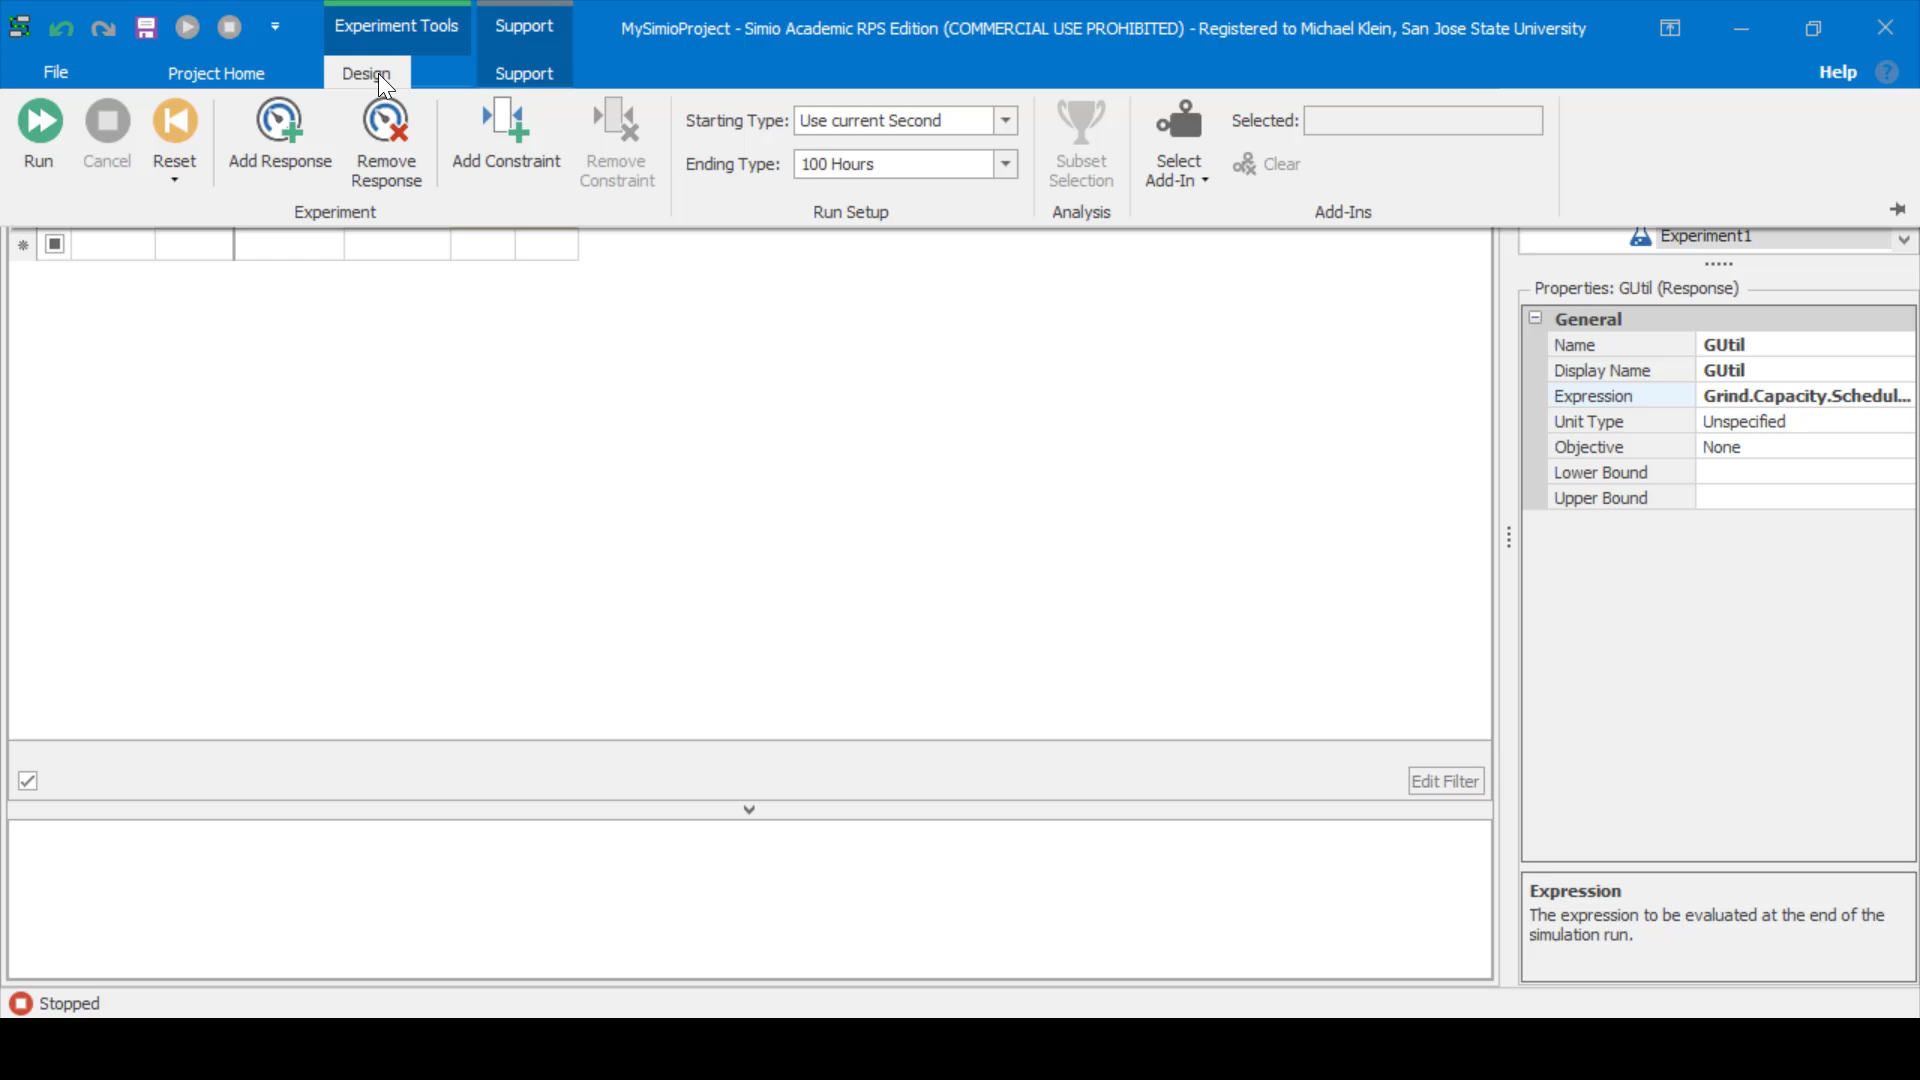 Experiment Tools
Support
MySimioProject - Simio Academic RPS Edition (COMMERCIAL USE PROHIBITED) - Registered to Michael Klein, San Jose State University
File
Project Home
Design
Support
Help
Run
Cancel
Reset
Add Response
Remove
Response
Add Constraint
Remove
Constraint
Experiment
Starting Type:
Use current Second
Ending Type:
100 Hours
Run Setup
Subset
Selection
Analysis
Select
Add-In
Selected:
Clear
Add-Ins
Experiment1
Properties: GUtil (Response)
General
Name
GUtil
Display Name
GUtil
Expression
Grind.Capacity.Schedul...
Unit Type
Unspecified
Objective
None
Lower Bound
Upper Bound
Edit Filter
Expression
The expression to be evaluated at the end of the
simulation run.
Stopped